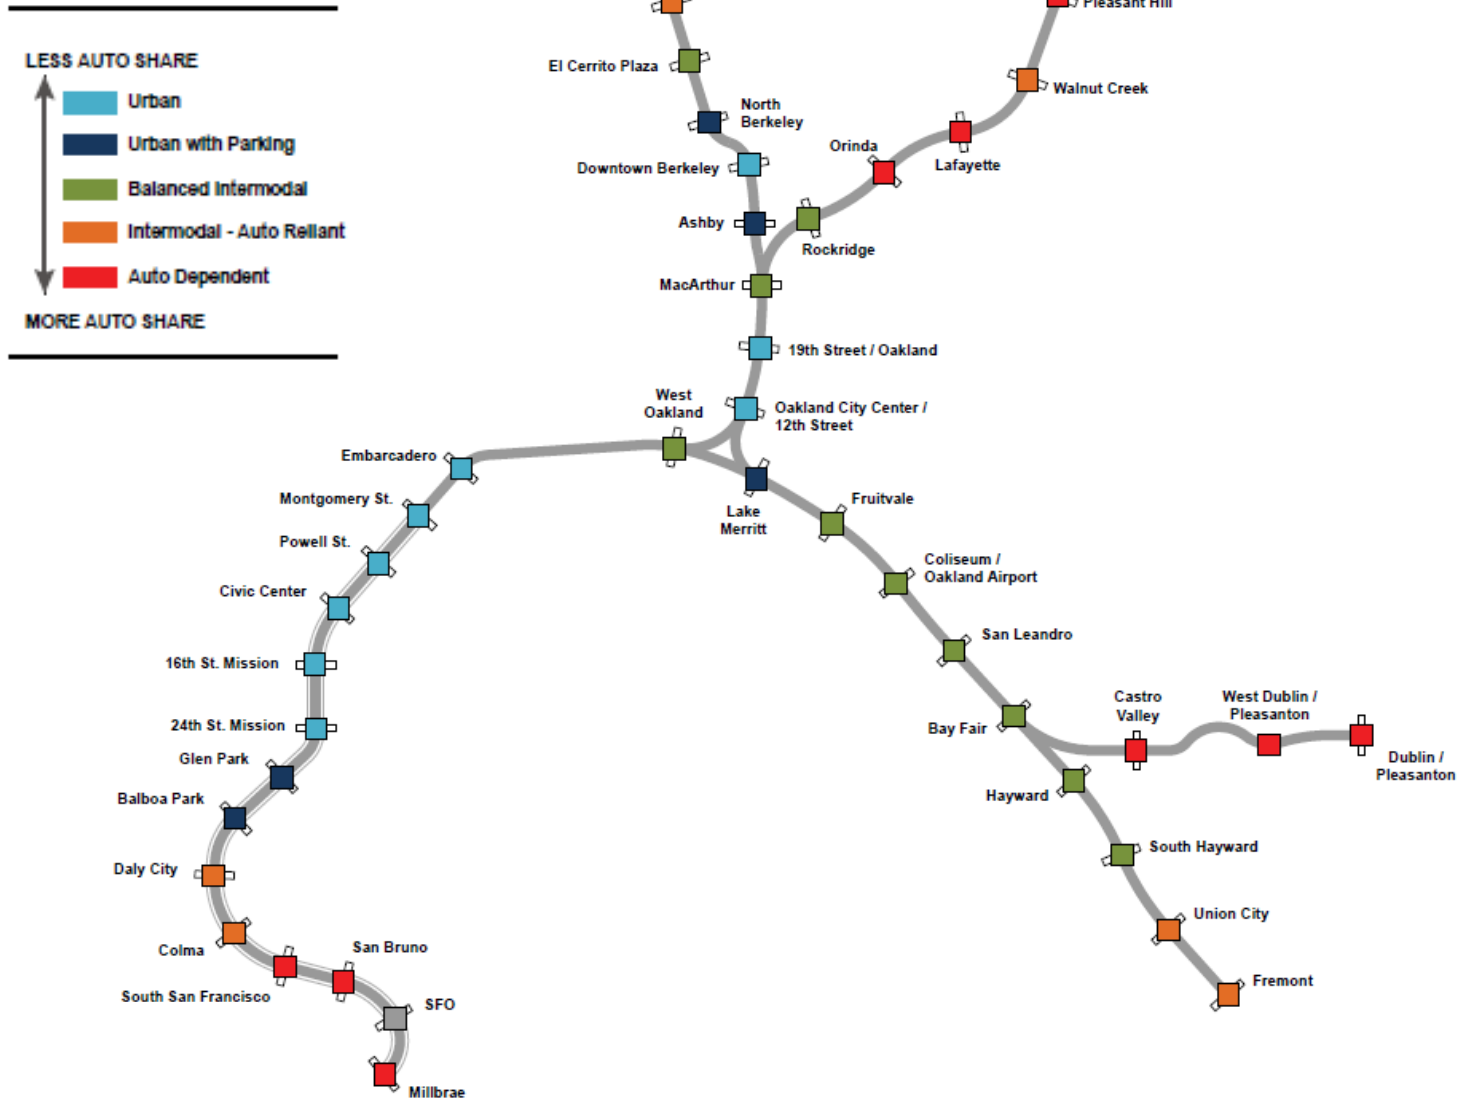 Pleasant Hill
LESS AUTO SHARE
Urban
Urban with Parking
Balanced Intermodal
Intermodal - Auto Reliant
Auto Dependent
MORE AUTO SHARE
El Cerrito Plaza
Walnut Creek
North
Berkeley
Orinda
Lafayette
Downtown Berkeley
Ashby
Rockridge
MacArthur
19th Street / Oakland
West
Oakland
Oakland City Center /
12th Street
Embarcadero
Montgomery St.
Lake
Merritt
Fruitvale
Powell St.
Coliseum /
Oakland Airport
Civic Center
San Leandro
16th St. Mission
24th St. Mission
Bay Fair
Castro
Valley
West Dublin /
Pleasanton
Dublin /
Pleasanton
Glen Park
Balboa Park
Hayward
South Hayward
Daly City
Union City
Colma
San Bruno
South San Francisco
SFO
Fremont
Millbrae